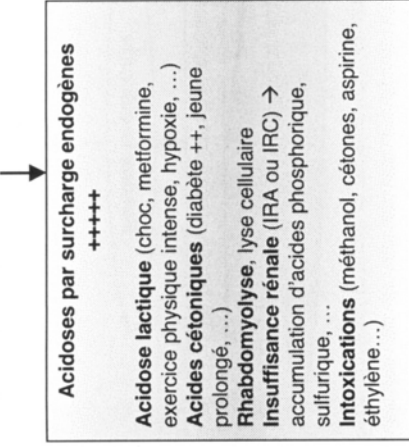 Acidoses par surcharge endogènes
+++++
Acidose lactique (choc, metformine,
exercice physique intense, hypoxie, …)
Acides cétoniques (diabète ++, jeune
prolongé, …)
Rhabdomyolyse, lyse cellulaire
Insuffisance rénale (IRA ou IRC) →
accumulation d'acides phosphorique,
sulfurique, …
Intoxications (méthanol, cétones, aspirine,
éthylène…)